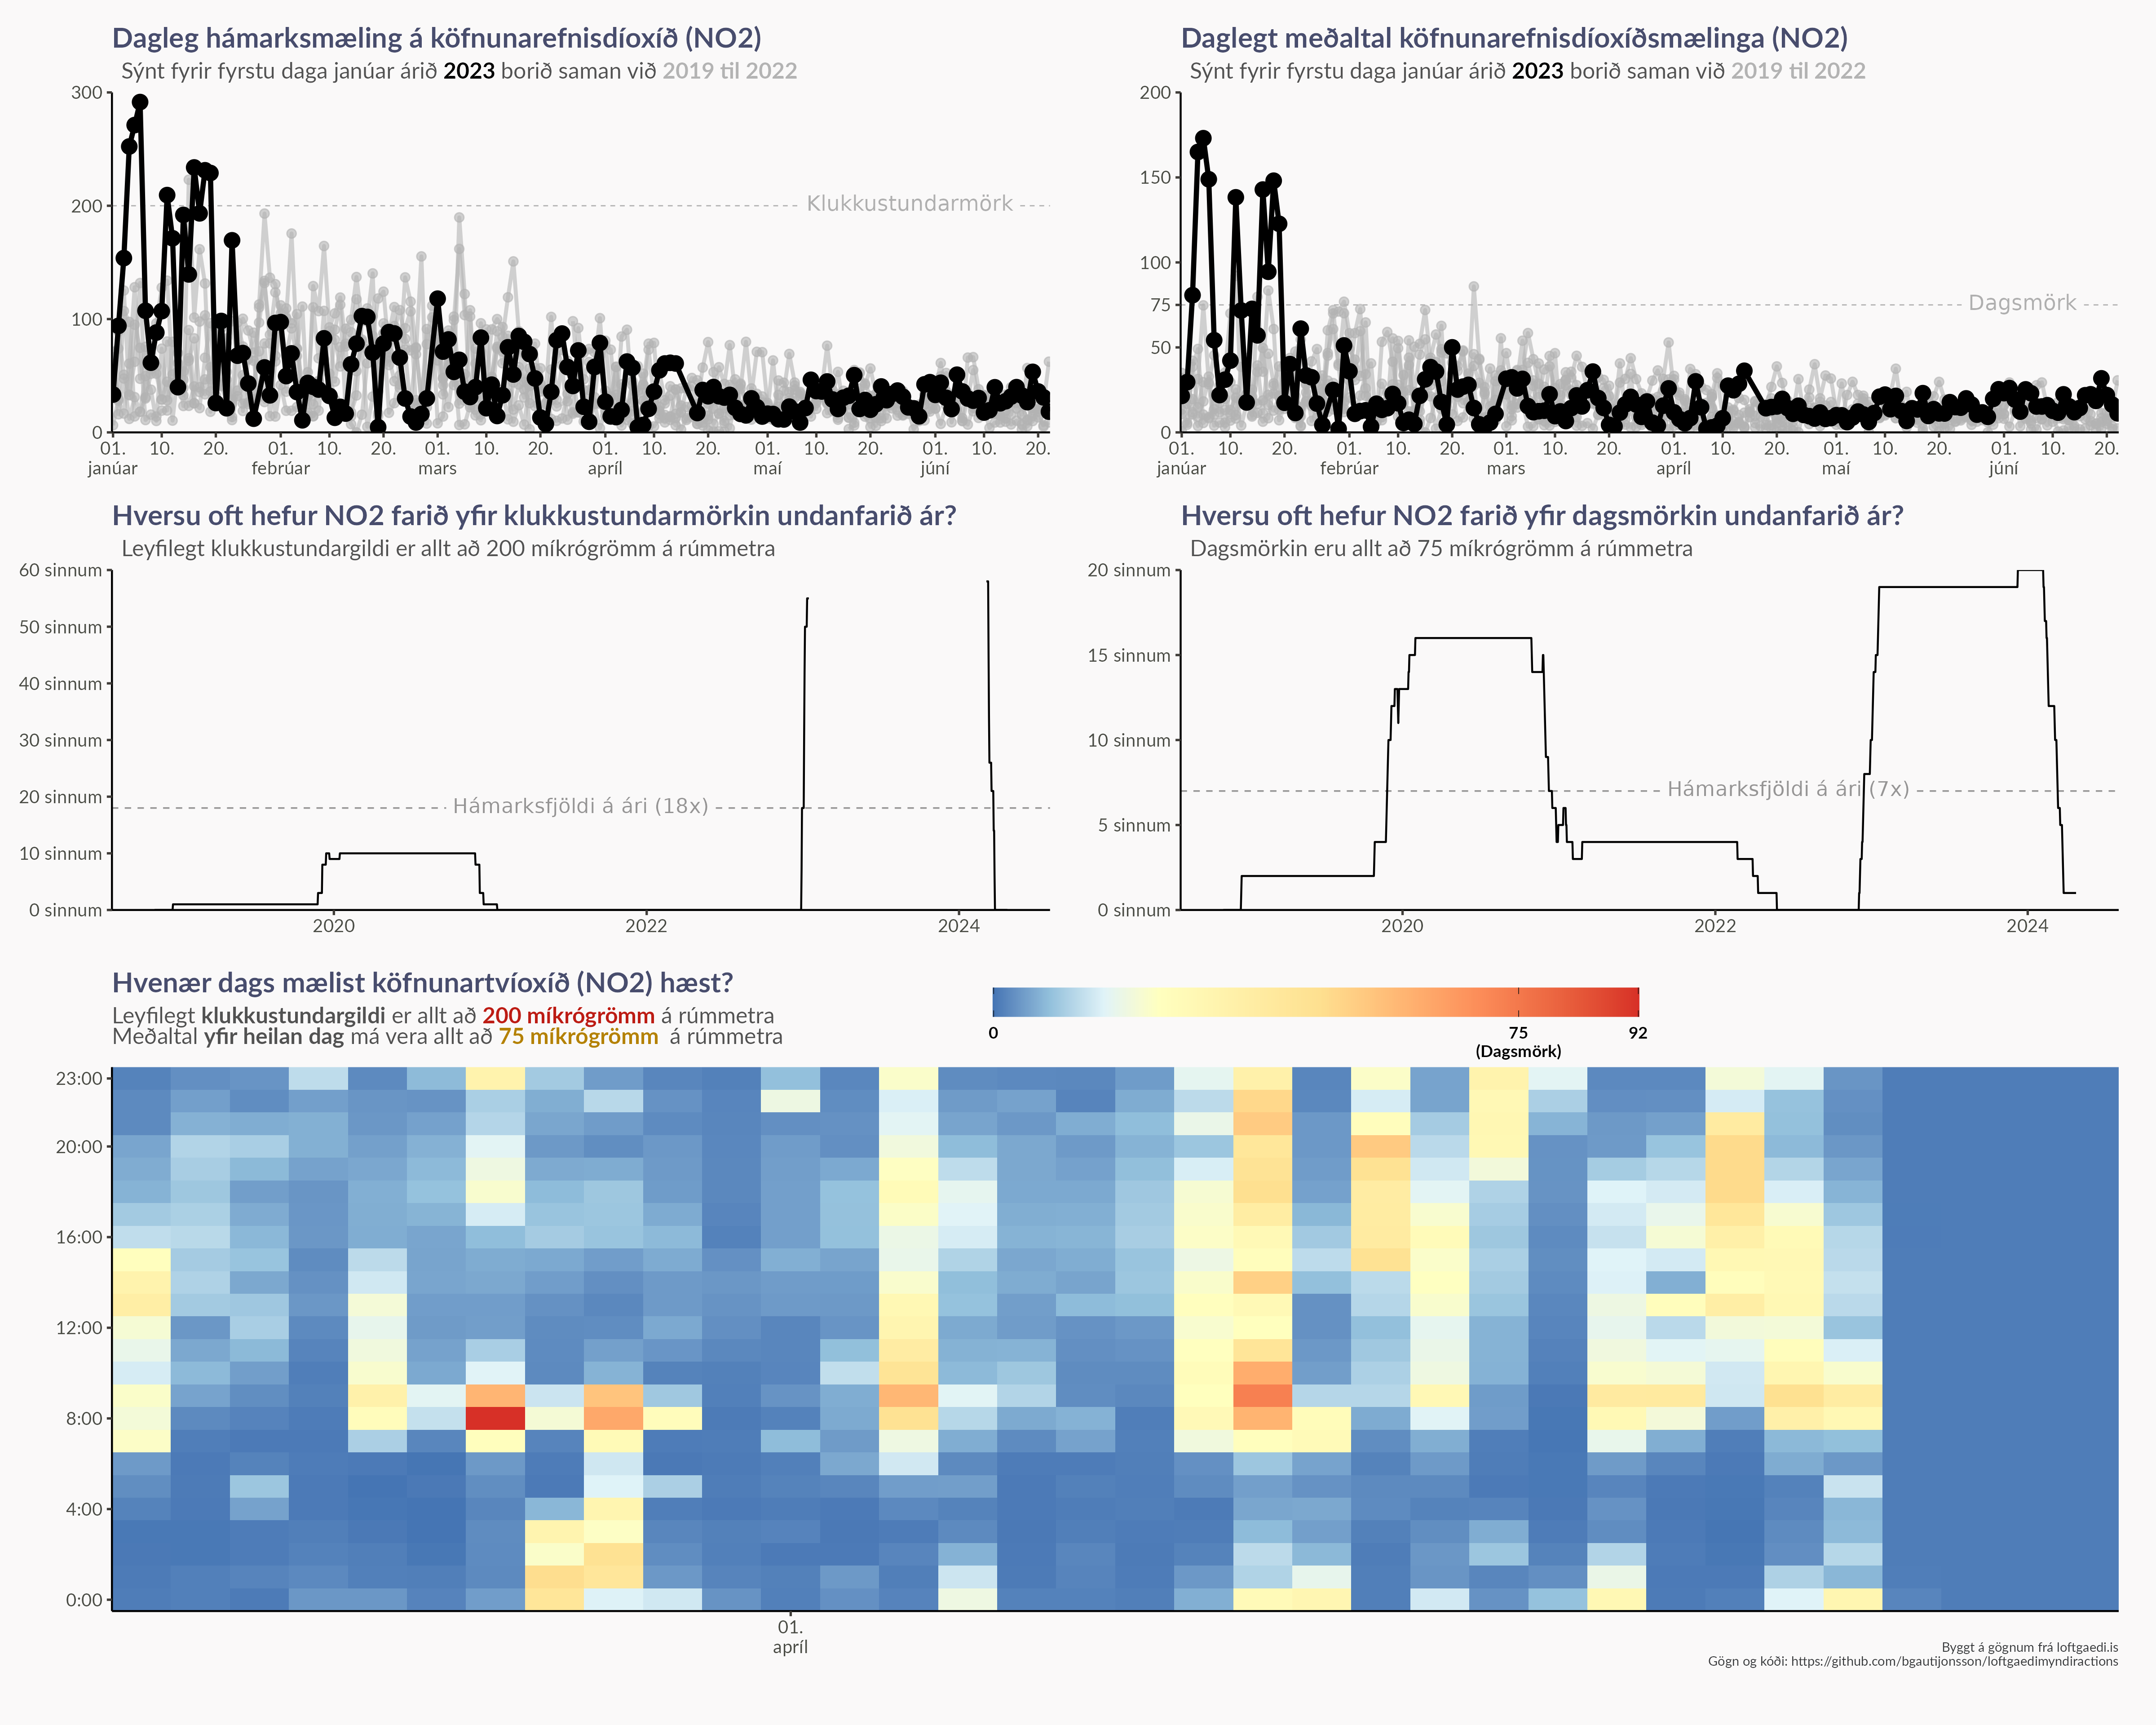 Dagleg hámarksmæling á köfnunarefnisdíoxíð (NO2)
Sýnt fyrir fyrstu daga janúar árið 2023 borið saman við 2019 til 2022
300
200
100
0
Klukkustundarmörk
01. 10. 20. 01. 10. 20. 01. 10. 20. 01. 10. 20. 01. 10. 20. 01. 10. 20.
janúar febrúar mars apríl maí júní
Daglegt meðaltal köfnunarefnisdíoxíðsmælinga (NO2)
Sýnt fyrir fyrstu daga janúar árið 2023 borið saman við 2019 til 2022
200
150
100
75
50
0
Dagsmörk
01. 10. 20. 01. 10. 20. 01. 10. 20. 01. 10. 20. 01. 10. 20. 01. 10. 20.
janúar febrúar mars apríl maí júní
Hversu oft hefur NO2 farið yfir klukkustundarmörkin undanfarið ár?
Leyfilegt klukkustundargildi er allt að 200 míkrógrömm á rúmmetra
60 sinnum
50 sinnum
40 sinnum
30 sinnum
20 sinnum
10 sinnum
0 sinnum
Hámarksfjöldi á ári (18x)
2020 2022 2024
Hversu oft hefur NO2 farið yfir dagsmörkin undanfarið ár?
Dagsmörkin eru allt að 75 míkrógrömm á rúmmetra
20 sinnum
15 sinnum
10 sinnum
5 sinnum
0 sinnum
Hámarksfjöldi á ári (7x)
2020 2022 2024
Hvenær dags mælist köfnunartvíoxíð (NO2) hæst?
Leyfilegt klukkustundargildi er allt að 200 míkrógrömm á rúmmetra
Meðaltal yfir heilan dag má vera allt að 75 míkrógrömm á rúmmetra
0 75 92
(Dagsmörk)
23:00
20:00
16:00
12:00
8:00
4:00
0:00
01.
apríl
Byggt á gögnum frá loftgaedi.is
Gögn og kóði: https://github.com/bgautijonsson/loftgaedimyndiractions